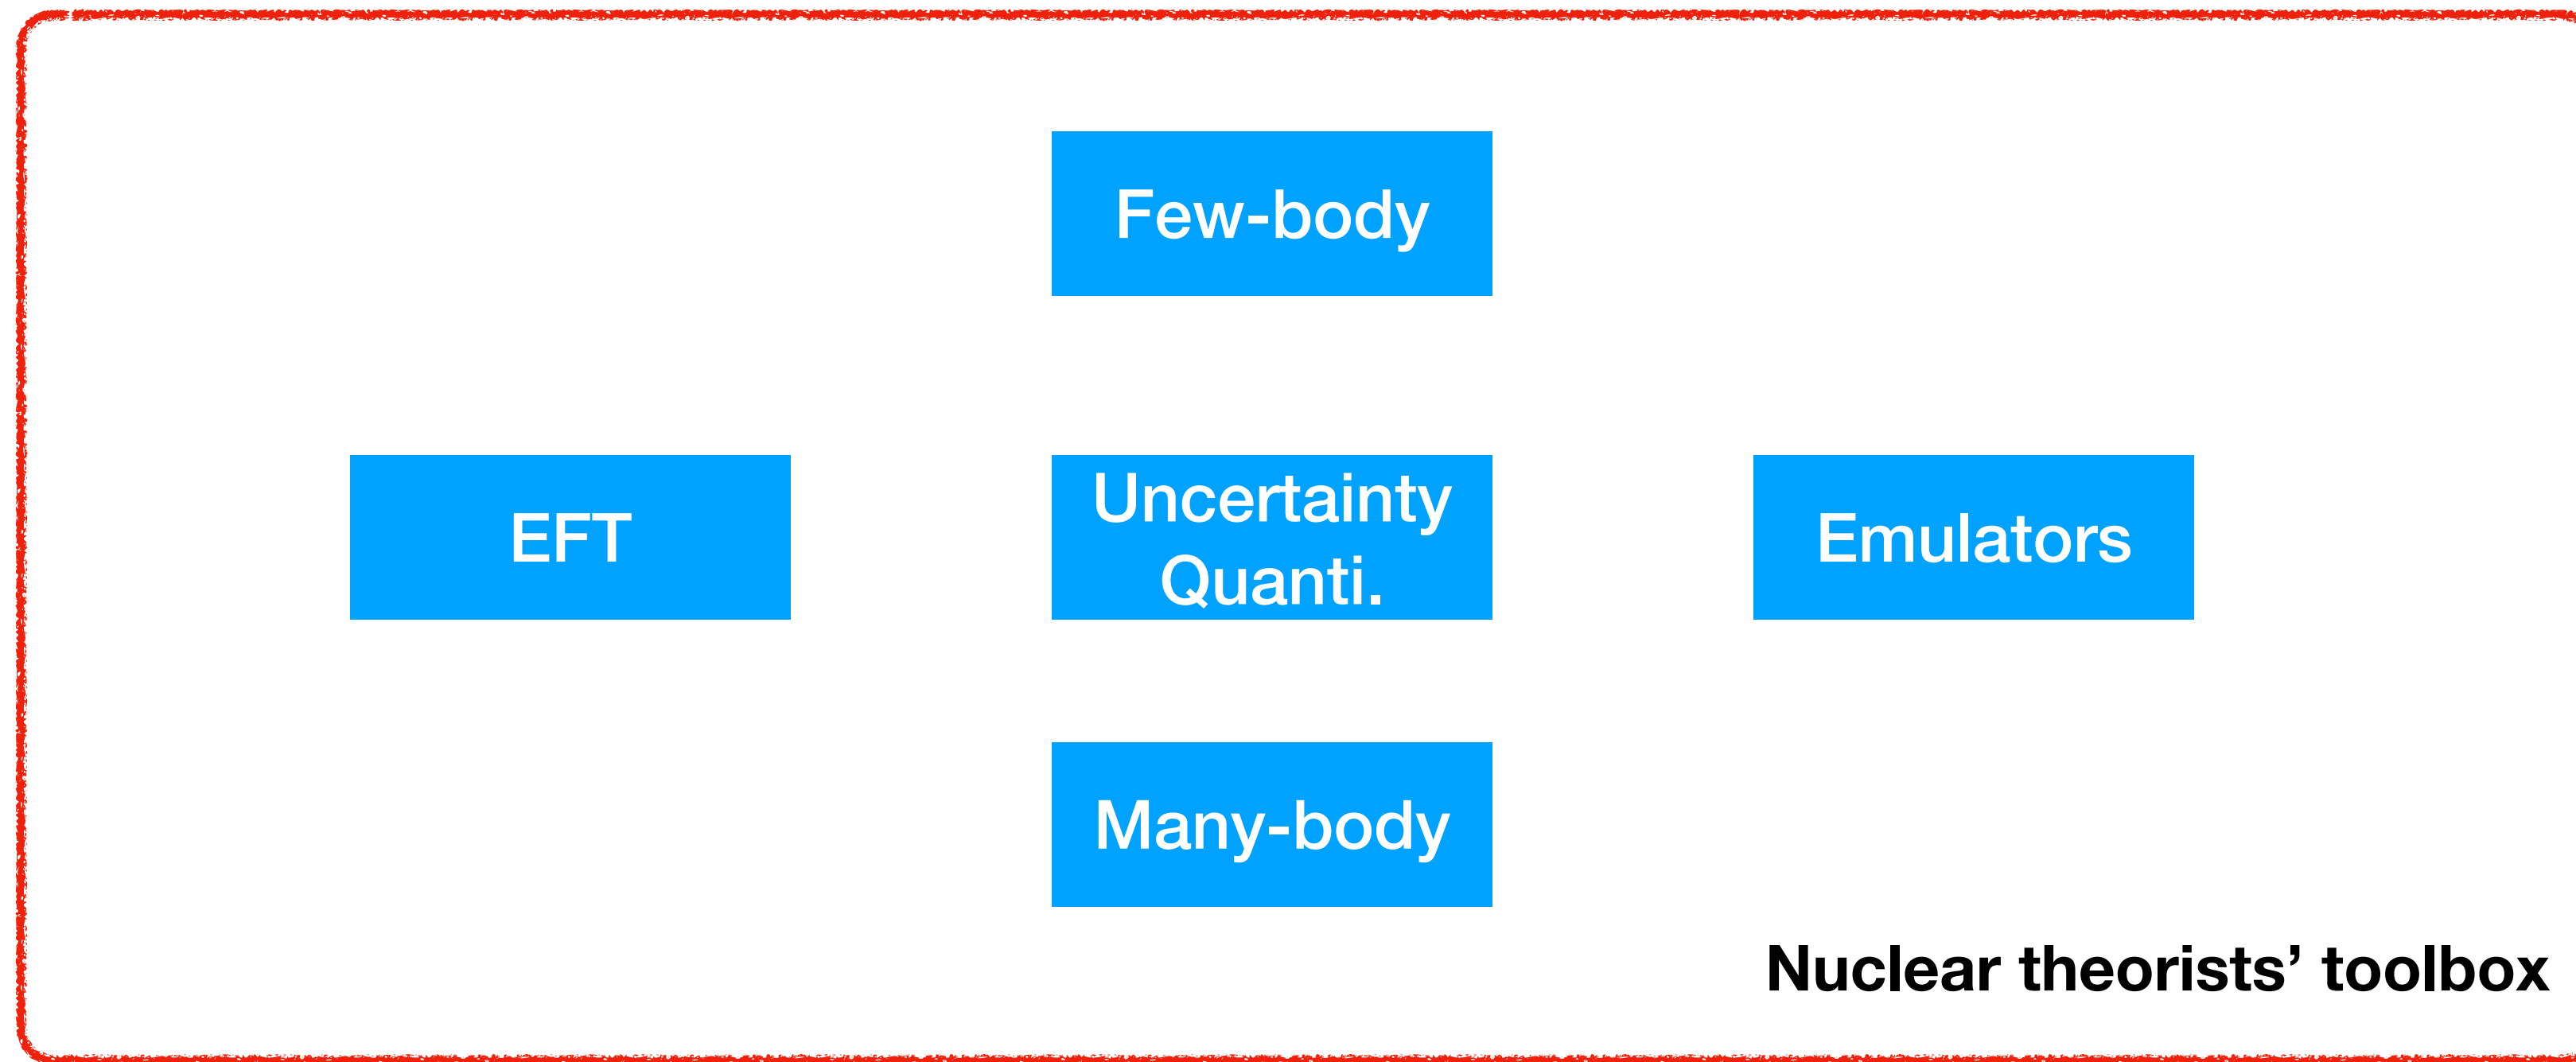 Few-body
EFT
Uncertainty
Quanti.
Emulators
Many-body
Nuclear theorists’ toolbox